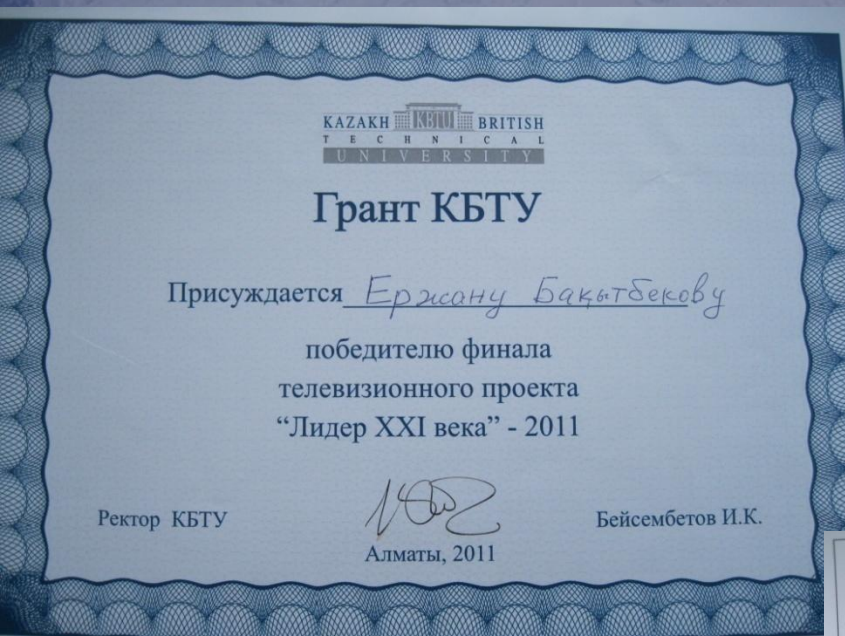 KAZAKH KBTU BRITISH
TECHNICAL
UNIVERSITY
Грант КБТУ
Присуждается Ержану Бақытбекову
победителю финала
телевизионного проекта
“Лидер XXI века” - 2011
Ректор КБТУ Бейсембетов И.К.
Алматы, 2011